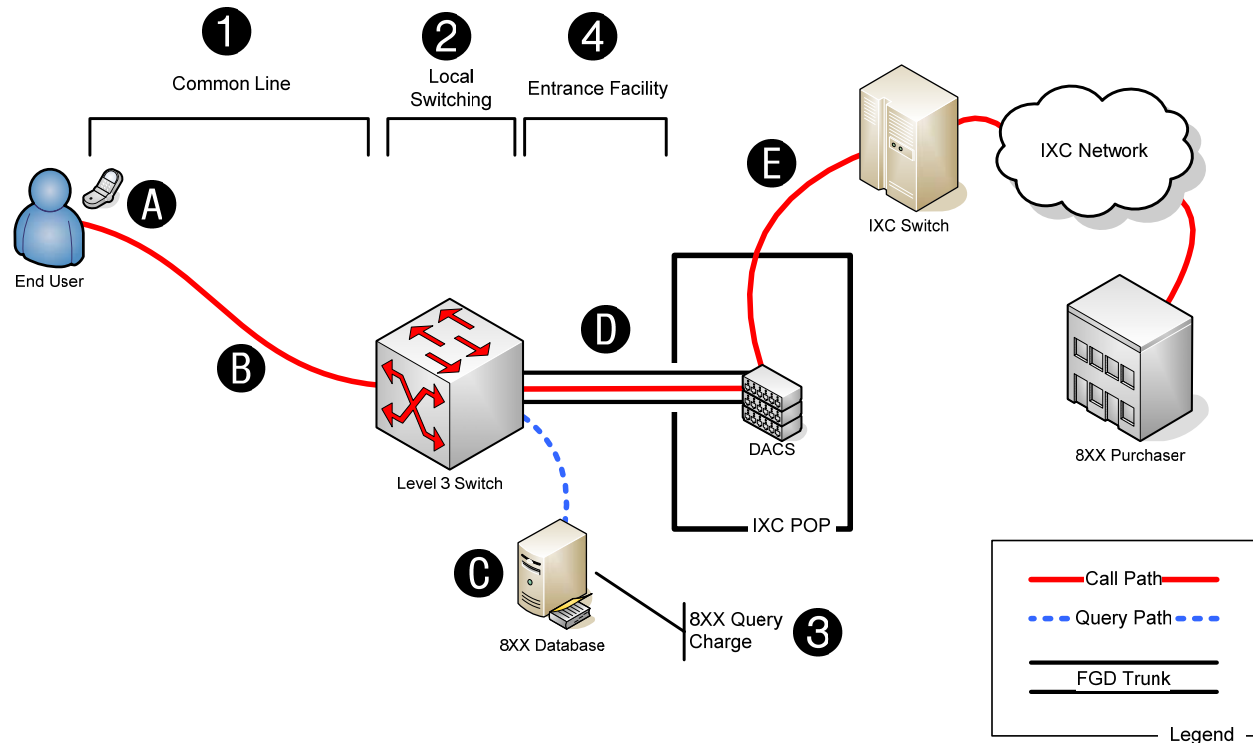 1
2
4
Common Line
Local
Switching
Entrance Facility
A
End User
E
IXC Switch
IXC Network
B
D
Level 3 Switch
DACS
8XX Purchaser
IXC POP
C
8XX Database
8XX Query
Charge
3
Call Path
Query Path
FGD Trunk
Legend